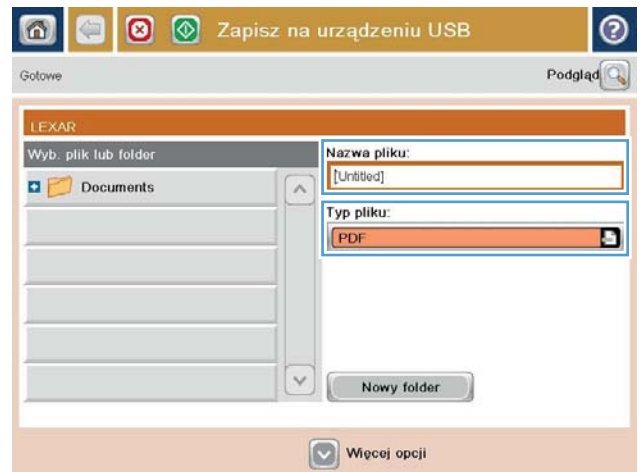 Zapisz na urządzeniu USB
Gotowe
Podgląd
LEXAR
Wyb. plik lub folder
Documents
Nazwa pliku:
[Untitled]
Typ pliku:
PDF
Nowy folder
Więcej opcji